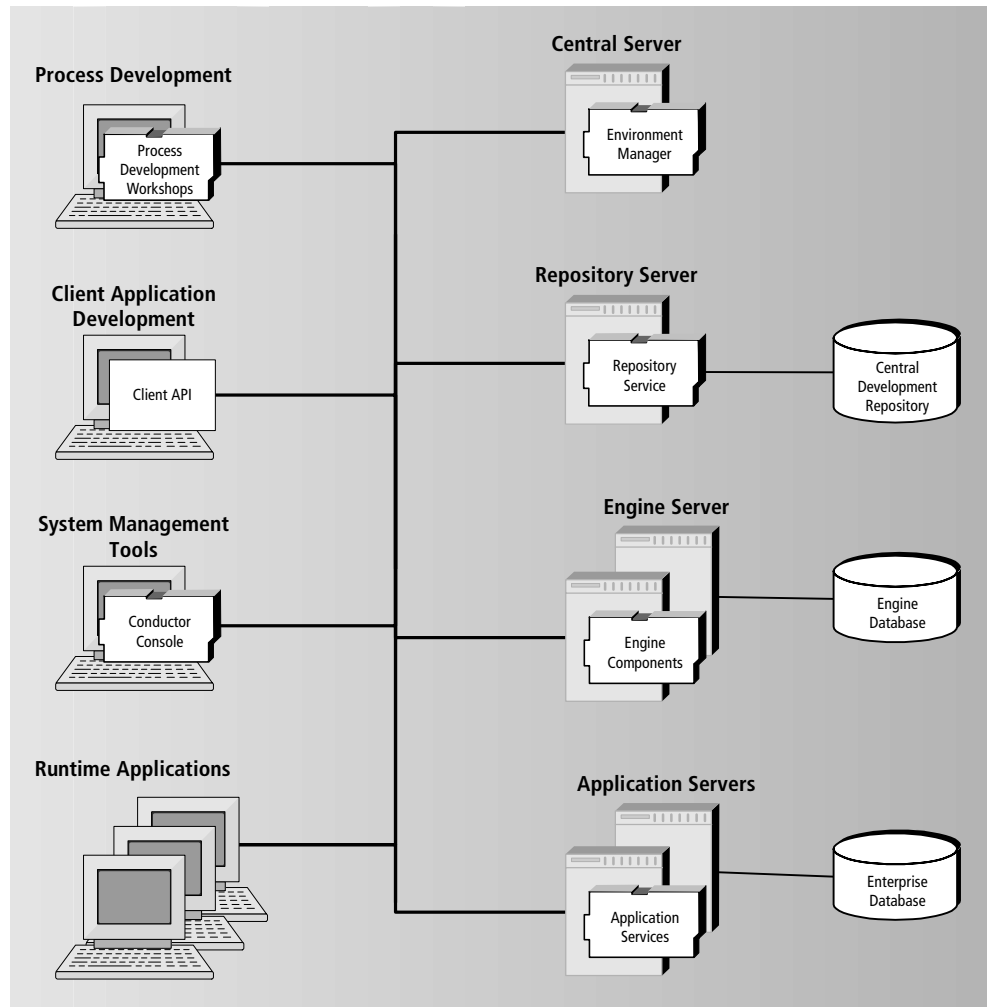 Central Server
Process Development
Environment
Manager
Process
Development
Workshops
Repository Server
Client Application
Development
Repository
Service
Central
Development
Repository
Client API
Engine Server
System Management
Tools
Conductor
Console
Engine
Components
Engine
Database
Runtime Applications
Application Servers
Application
Services
Enterprise
Database